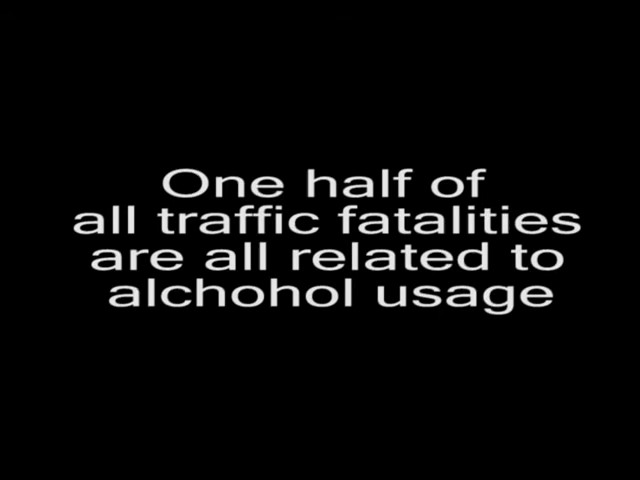 One half of
all traffic fatalities
are all related to
alchohol usage